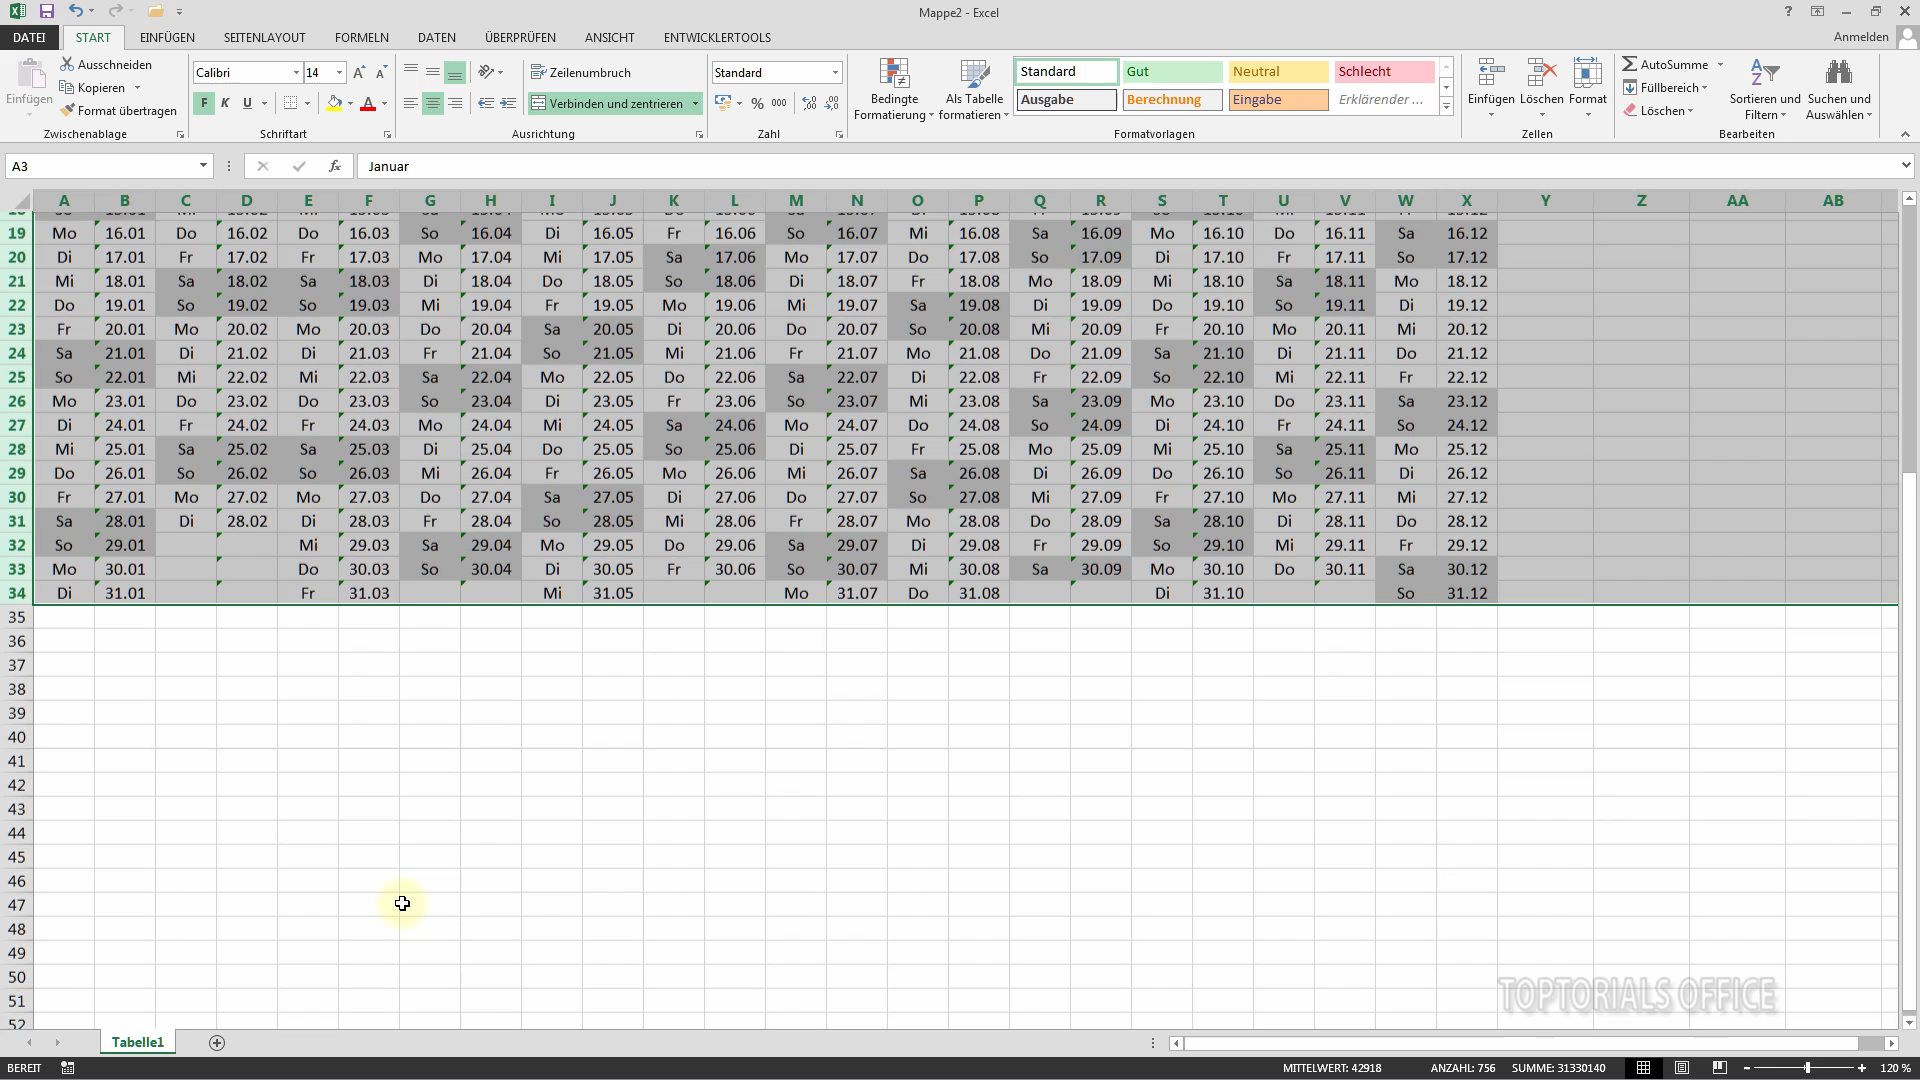 Mappe2 - Excel
DATEI START EINFÜGEN SEITENLAYOUT FORMELN DATEN ÜBERPRÜFEN ANSICHT ENTWICKLERTOOLS Anmelden
Einfügen Ausschneiden Kopieren Format übertragen Zwischenablage
Calibri 14 F K U Schriftart
Zeilenumbruch Verbinden und zentrieren Ausrichtung
Standard % 000 Zahl
Bedingte Formatierung Als Tabelle formatieren
Standard Gut Neutral Schlecht
Ausgabe Berechnung Eingabe Erklärender ...
Formatvorlagen
Einfügen Löschen Format Zellen
AutoSumme Füllbereich Löschen Sortieren und Filtern Suchen und Auswählen Bearbeiten
A3 fx Januar
A B C D E F G H I J K L M N O P Q R S T U V W X Y Z AA AB
19 Mo 16.01 Do 16.02 Do 16.03 So 16.04 Di 16.05 Fr 16.06 So 16.07 Mi 16.08 Sa 16.09 Mo 16.10 Do 16.11 Sa 16.12
20 Di 17.01 Fr 17.02 Fr 17.03 Mo 17.04 Mi 17.05 Sa 17.06 Mo 17.07 Do 17.08 So 17.09 Di 17.10 Fr 17.11 So 17.12
21 Mi 18.01 Sa 18.02 Sa 18.03 Di 18.04 Do 18.05 So 18.06 Di 18.07 Fr 18.08 Mo 18.09 Mi 18.10 Sa 18.11 Mo 18.12
22 Do 19.01 So 19.02 So 19.03 Mi 19.04 Fr 19.05 Mo 19.06 Mi 19.07 Sa 19.08 Di 19.09 Do 19.10 So 19.11 Di 19.12
23 Fr 20.01 Mo 20.02 Mo 20.03 Do 20.04 Sa 20.05 Di 20.06 Do 20.07 So 20.08 Mi 20.09 Fr 20.10 Mo 20.11 Mi 20.12
24 Sa 21.01 Di 21.02 Di 21.03 Fr 21.04 So 21.05 Mi 21.06 Fr 21.07 Mo 21.08 Do 21.09 Sa 21.10 Di 21.11 Do 21.12
25 So 22.01 Mi 22.02 Mi 22.03 Sa 22.04 Mo 22.05 Do 22.06 Sa 22.07 Di 22.08 Fr 22.09 So 22.10 Mi 22.11 Fr 22.12
26 Mo 23.01 Do 23.02 Do 23.03 So 23.04 Di 23.05 Fr 23.06 So 23.07 Mi 23.08 Sa 23.09 Mo 23.10 Do 23.11 Sa 23.12
27 Di 24.01 Fr 24.02 Fr 24.03 Mo 24.04 Mi 24.05 Sa 24.06 Mo 24.07 Do 24.08 So 24.09 Di 24.10 Fr 24.11 So 24.12
28 Mi 25.01 Sa 25.02 Sa 25.03 Di 25.04 Do 25.05 So 25.06 Di 25.07 Fr 25.08 Mo 25.09 Mi 25.10 Sa 25.11 Mo 25.12
29 Do 26.01 So 26.02 So 26.03 Mi 26.04 Fr 26.05 Mo 26.06 Mi 26.07 Sa 26.08 Di 26.09 Do 26.10 So 26.11 Di 26.12
30 Fr 27.01 Mo 27.02 Mo 27.03 Do 27.04 Sa 27.05 Di 27.06 Do 27.07 So 27.08 Mi 27.09 Fr 27.10 Mo 27.11 Mi 27.12
31 Sa 28.01 Di 28.02 Di 28.03 Fr 28.04 So 28.05 Mi 28.06 Fr 28.07 Mo 28.08 Do 28.09 Sa 28.10 Di 28.11 Do 28.12
32 So 29.01 Mi 29.03 Sa 29.04 Mo 29.05 Do 29.06 Sa 29.07 Di 29.08 Fr 29.09 So 29.10 Mi 29.11 Fr 29.12
33 Mo 30.01 Do 30.03 So 30.04 Di 30.05 Fr 30.06 So 30.07 Mi 30.08 Sa 30.09 Mo 30.10 Do 30.11 Sa 30.12
34 Di 31.01 Fr 31.03 Mi 31.05 Mo 31.07 Do 31.08 Di 31.10 So 31.12
35
36
37
38
39
40
41
42
43
44
45
46
47
48
49
50
51
52
TOPTORIALS OFFICE
Tabelle1
BEREIT MITTELWERT: 42918 ANZAHL: 756 SUMME: 31330140 120 %